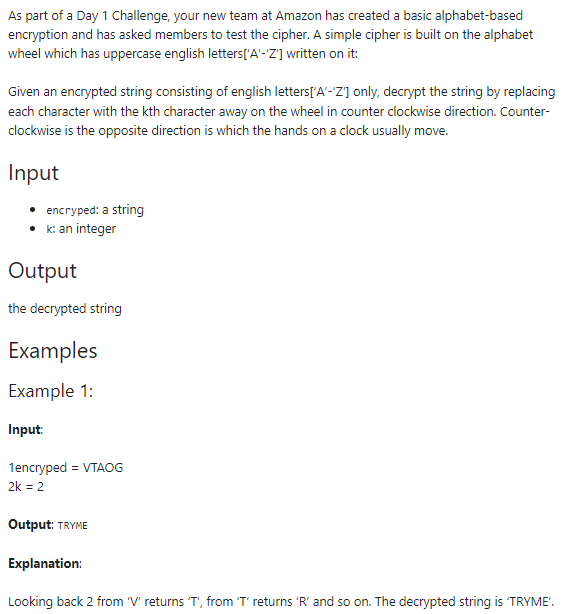 As part of a Day 1 Challenge, your new team at Amazon has created a basic alphabet-based
encryption and has asked members to test the cipher. A simple cipher is built on the alphabet
wheel which has uppercase english letters['A'-'Z'] written on it:
Given an encrypted string consisting of english letters['A'-'Z'] only, decrypt the string by replacing
each character with the kth character away on the wheel in counter clockwise direction. Counter-
clockwise is the opposite direction is which the hands on a clock usually move.
Input
• encryped: a string
• k: an integer
Output
the decrypted string
Examples
Example 1:
Input:
1encryped = VTAOG
2k = 2
Output: TRYME
Explanation:
Looking back 2 from 'V' returns 'T', from 'T' returns 'R' and so on. The decrypted string is 'TRYME'.